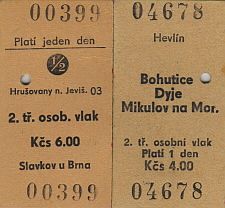 00399
Platí jeden den
1/2
Hrušovany n. Jeviš. 03
2. tř. osob. vlak
Kčs 6.00
Slavkov u Brna
00399
04678
Hevlín
Bohutice
Dyje
Mikulov na Mor.
2. tř. osobní vlak
Platí 1 den
Kčs 4.00
04678